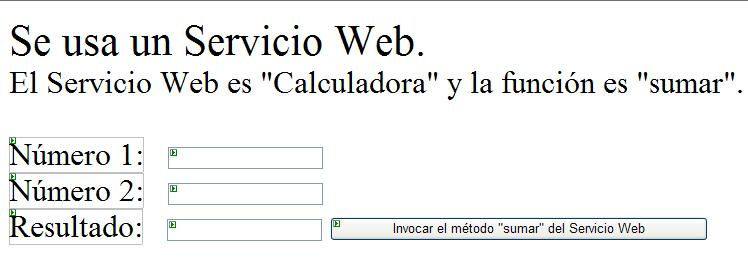 Se usa un Servicio Web.
El Servicio Web es "Calculadora" y la función es "sumar".
Número 1:
Número 2:
Resultado:
Invocar el método "sumar" del Servicio Web